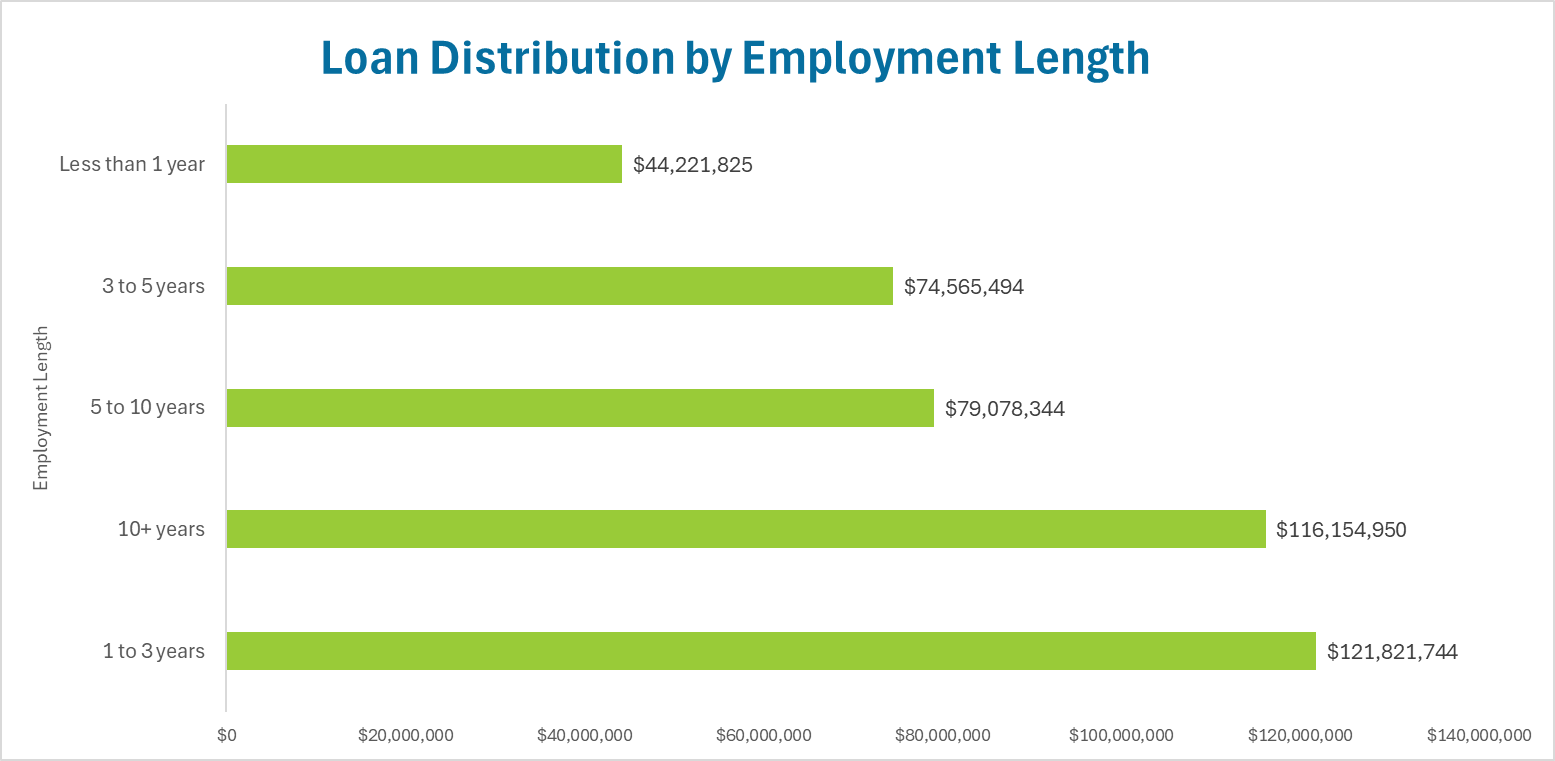 Loan Distribution by Employment Length
Employment Length
Less than 1 year
$44,221,825
3 to 5 years
$74,565,494
5 to 10 years
$79,078,344
10+ years
$116,154,950
1 to 3 years
$121,821,744
$0 $20,000,000 $40,000,000 $60,000,000 $80,000,000 $100,000,000 $120,000,000 $140,000,000